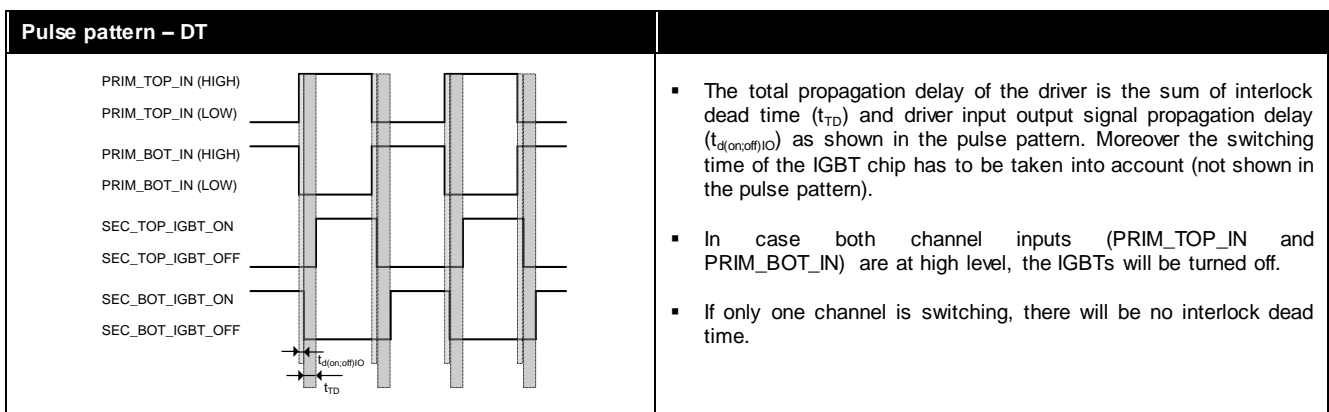 Pulse pattern – DT
PRIM_TOP_IN (HIGH)
PRIM_TOP_IN (LOW)
PRIM_BOT_IN (HIGH)
PRIM_BOT_IN (LOW)
SEC_TOP_IGBT_ON
SEC_TOP_IGBT_OFF
SEC_BOT_IGBT_ON
SEC_BOT_IGBT_OFF
td(on;off)IO
tTD
▪ The total propagation delay of the driver is the sum of interlock
dead time (tTD) and driver input output signal propagation delay
(td(on;off)IO) as shown in the pulse pattern. Moreover the switching
time of the IGBT chip has to be taken into account (not shown in
the pulse pattern).
▪ In case both channel inputs (PRIM_TOP_IN and
PRIM_BOT_IN) are at high level, the IGBTs will be turned off.
▪ If only one channel is switching, there will be no interlock dead
time.